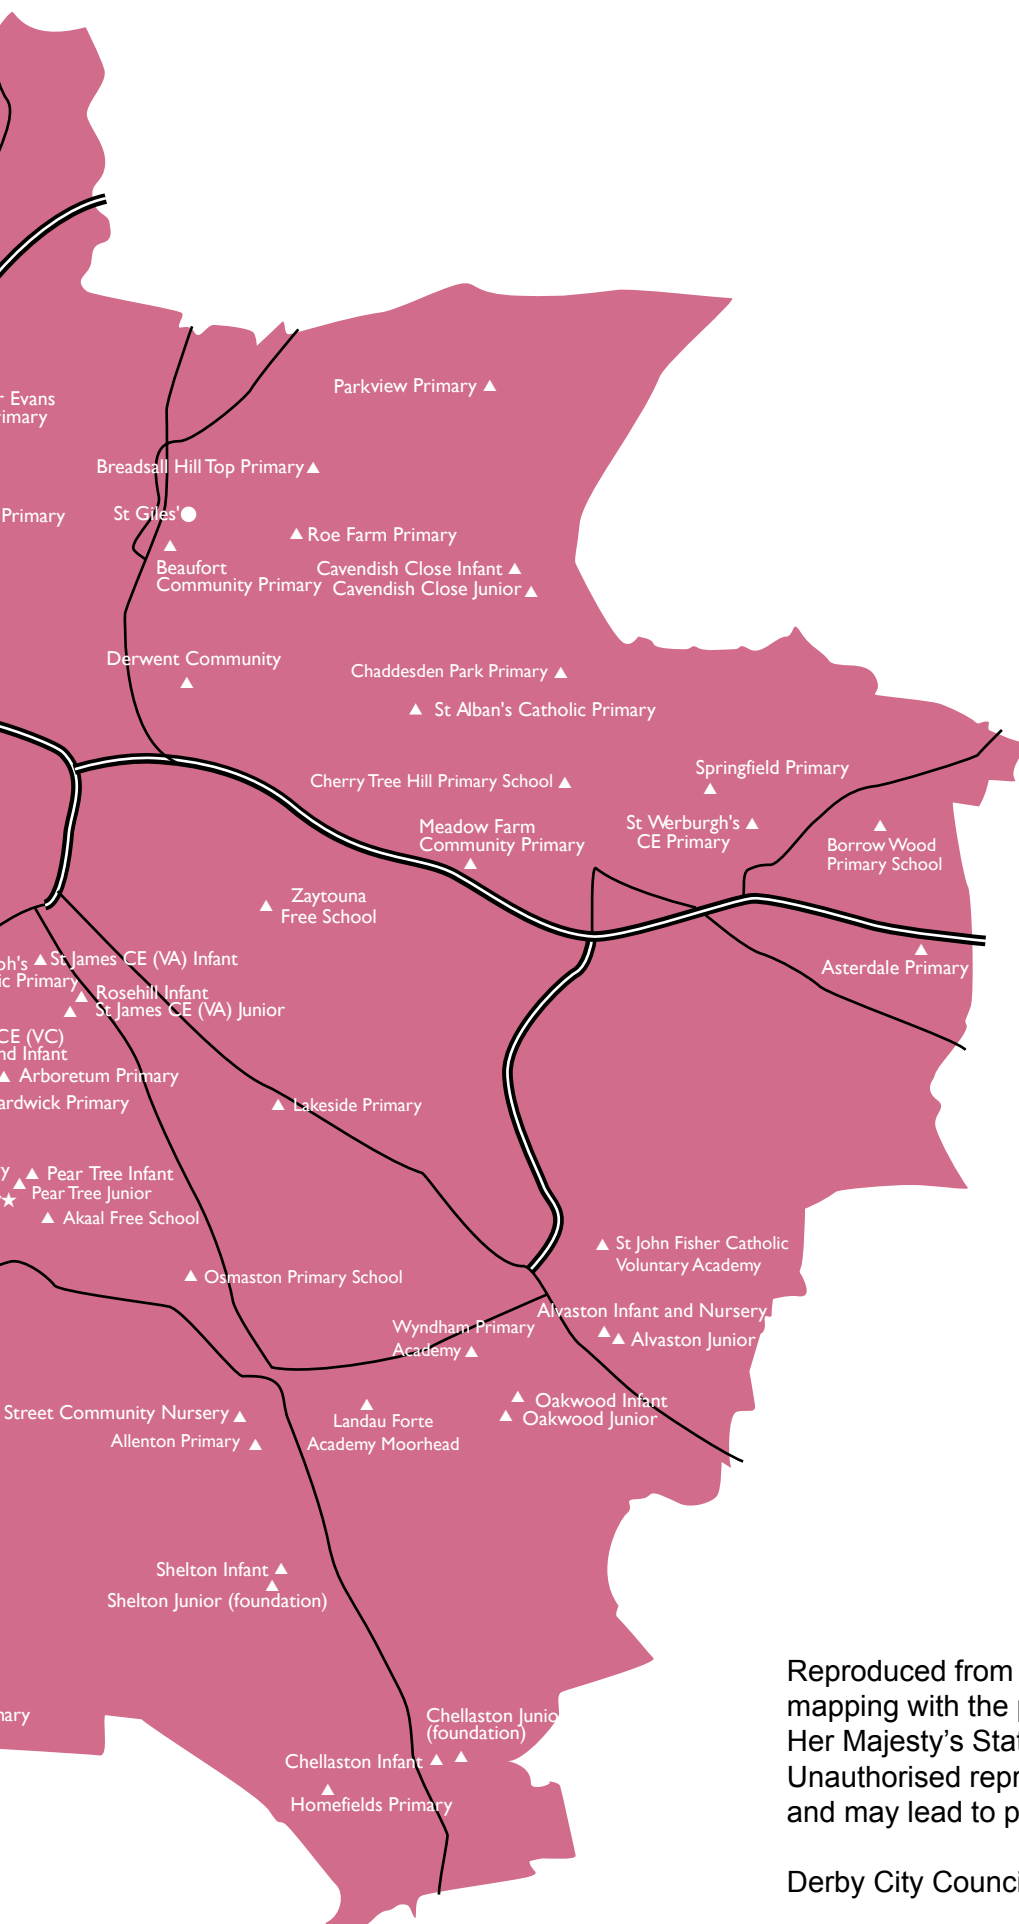 Parkview Primary
Evans
Breadsall Hill Top Primary
St Giles'
Primary
Roe Farm Primary
Beaufort
Community Primary
Cavendish Close Infant
Cavendish Close Junior
Derwent Community
Chaddesden Park Primary
St Alban's Catholic Primary
Springfield Primary
Cherry Tree Hill Primary School
Meadow Farm
Community Primary
St Werburgh's
CE Primary
Borrow Wood
Primary School
Zaytouna
Free School
St James CE (VA) Infant
Primary
Asterdale Primary
Rosehill Infant
St James CE (VA) Junior
CE (VC)
Infant
Arboretum Primary
ardwick Primary
Lakeside Primary
Pear Tree Infant
Pear Tree Junior
Akaal Free School
St John Fisher Catholic
Voluntary Academy
Osmaston Primary School
Alvaston Infant and Nursery
Wyndham Primary
Academy
Alvaston Junior
Oakwood Infant
Oakwood Junior
Street Community Nursery
Landau Forte
Academy Moorhead
Allenton Primary
Shelton Infant
Shelton Junior (foundation)
Chellaston Junio
(foundation)
Chellaston Infant
Homefields Primary
Reproduced from
mapping with the
Her Majesty's Stat
Unauthorised repr
and may lead to p
Derby City Counci